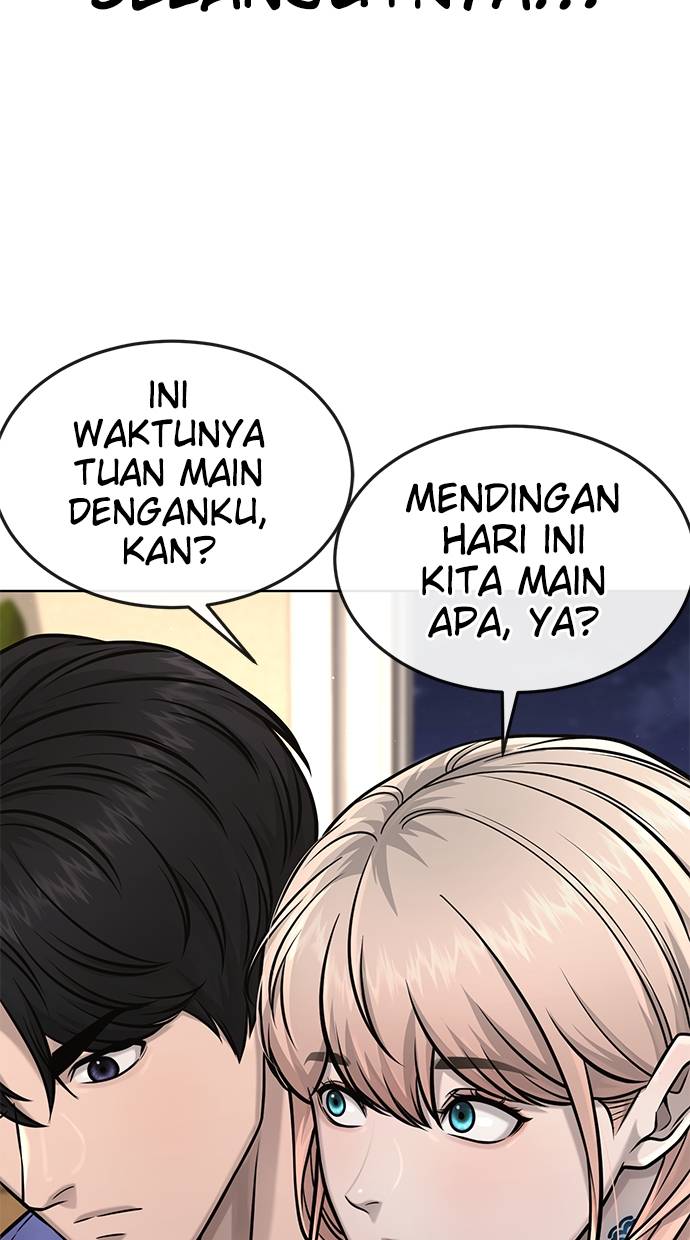 INI
WAKTUNYA
TUAN MAIN
DENGANKU,
KAN?
MENDINGAN
HARI INI
KITA MAIN
APA, YA?